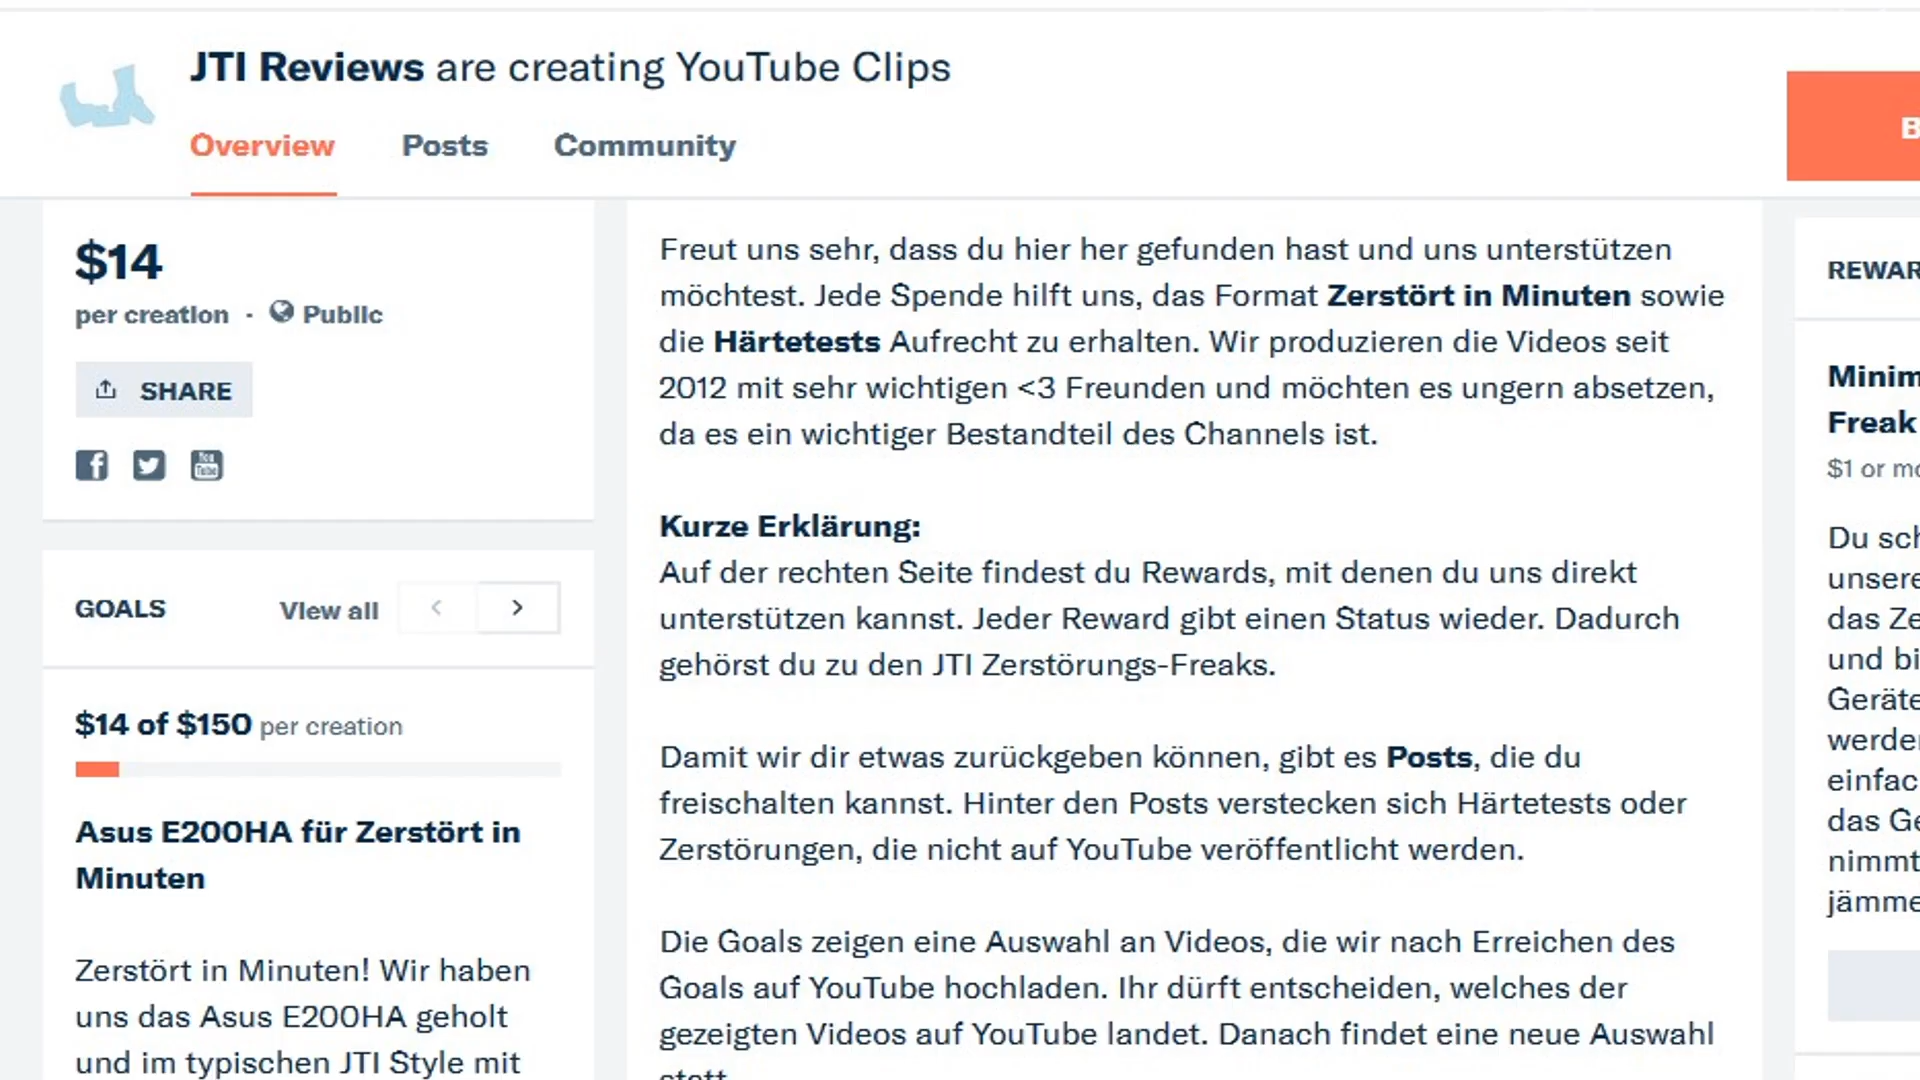 JTI Reviews are creating YouTube Clips
Overview Posts Community
$14
per creation · Public
SHARE
GOALS View all
$14 of $150 per creation
Asus E200HA für Zerstört in
Minuten
Zerstört in Minuten! Wir haben
uns das Asus E200HA geholt
und im typischen JTI Style mit
Freut uns sehr, dass du hier her gefunden hast und uns unterstützen
möchtest. Jede Spende hilft uns, das Format Zerstört in Minuten sowie
die Härtetests Aufrecht zu erhalten. Wir produzieren die Videos seit
2012 mit sehr wichtigen <3 Freunden und möchten es ungern absetzen,
da es ein wichtiger Bestandteil des Channels ist.
Kurze Erklärung:
Auf der rechten Seite findest du Rewards, mit denen du uns direkt
unterstützen kannst. Jeder Reward gibt einen Status wieder. Dadurch
gehörst du zu den JTI Zerstörungs-Freaks.
Damit wir dir etwas zurückgeben können, gibt es Posts, die du
freischalten kannst. Hinter den Posts verstecken sich Härtetests oder
Zerstörungen, die nicht auf YouTube veröffentlicht werden.
Die Goals zeigen eine Auswahl an Videos, die wir nach Erreichen des
Goals auf YouTube hochladen. Ihr dürft entscheiden, welches der
gezeigten Videos auf YouTube landet. Danach findet eine neue Auswahl
statt.
Freak
$1 or
Du
und
das
nimmt